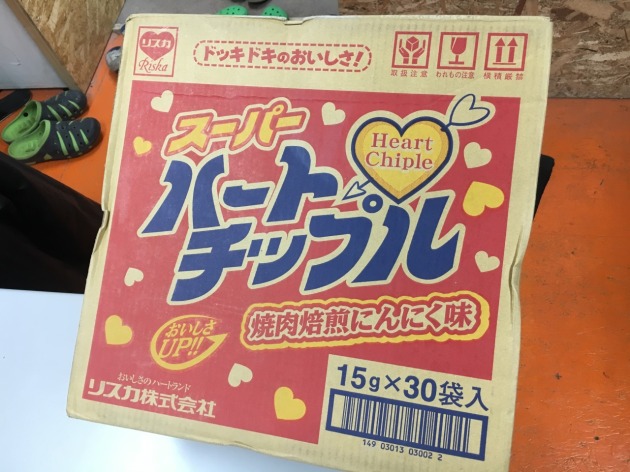 リスカ
Riska
ドッキドキのおいしさ!
取扱注意
われもの注意
横積厳禁
スーパー
ハート
チップル
Heart
Chiple
焼肉焙煎にんにく味
おいしさ
UP!!
おいしさのハートランド
リスカ株式会社
15g×30袋入
149 03013 03002 2